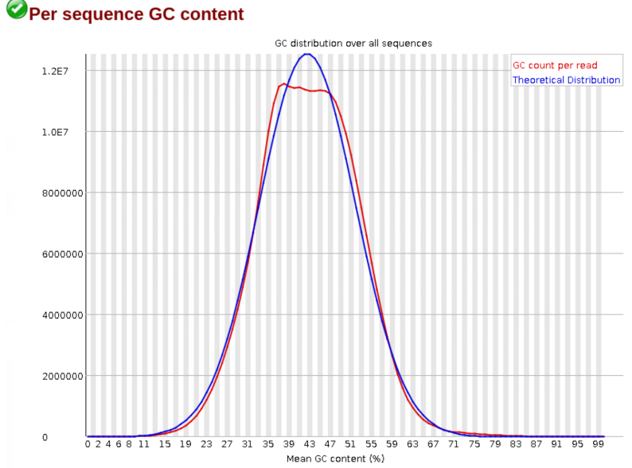 Per sequence GC content
GC distribution over all sequences
GC count per read
Theoretical Distribution
1.2E7
1.0E7
8000000
6000000
4000000
2000000
0
0 2 4 6 8 11 15 19 23 27 31 35 39 43 47 51 55 59 63 67 71 75 79 83 87 91 95 99
Mean GC content (%)